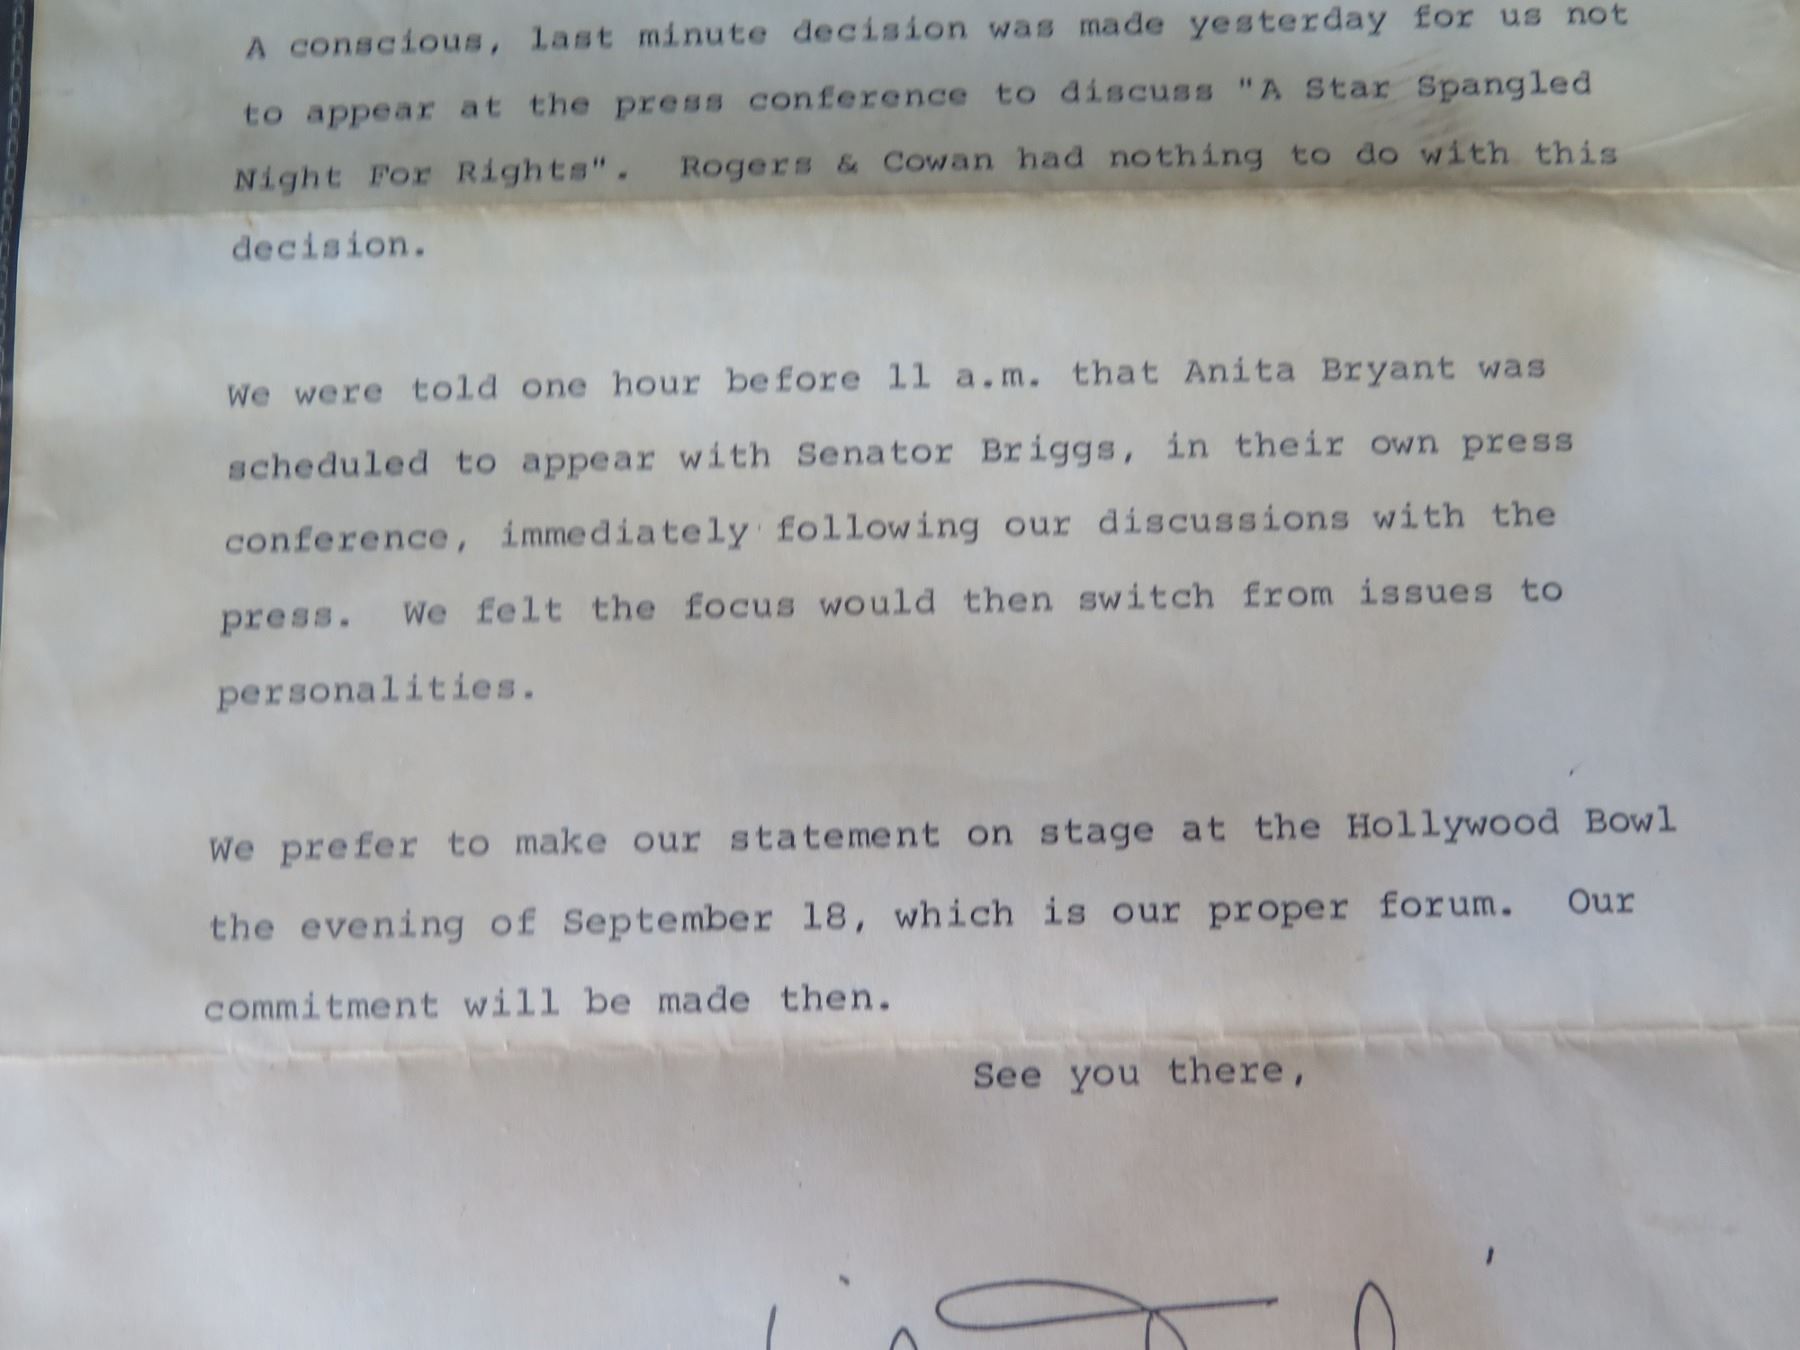 A conscious, last minute decision was made yesterday for us not
to appear at the press conference to discuss "A Star Spangled
Night For Rights".  Rogers & Cowan had nothing to do with this
decision.
We were told one hour before 11 a.m. that Anita Bryant was
scheduled to appear with Senator Briggs, in their own press
conference, immediately following our discussions with the
press.  We felt the focus would then switch from issues to
personalities.
We prefer to make our statement on stage at the Hollywood Bowl
the evening of September 18, which is our proper forum.  Our
commitment will be made then.
See you there,